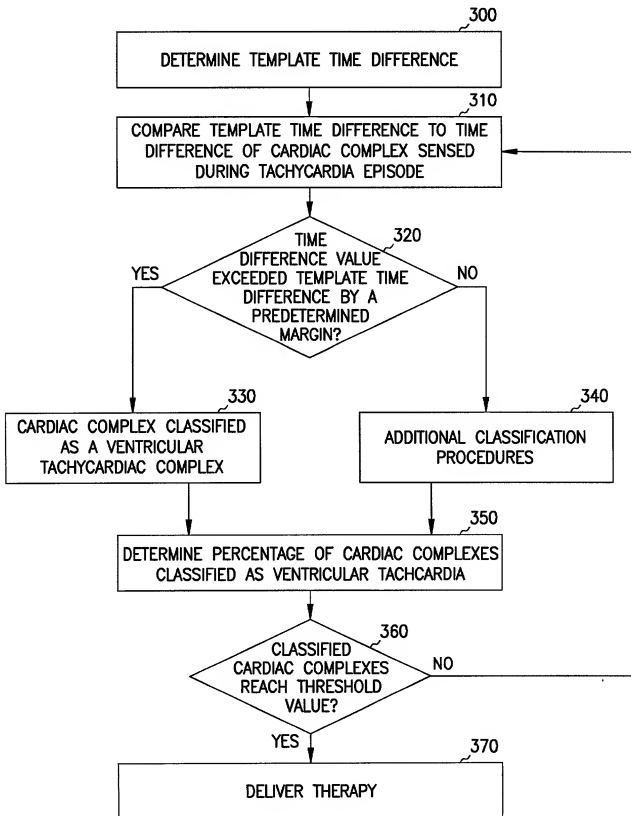 300
DETERMINE TEMPLATE TIME DIFFERENCE
310
COMPARE TEMPLATE TIME DIFFERENCE TO TIME
DIFFERENCE OF CARDIAC COMPLEX SENSED
DURING TACHYCARDIA EPISODE
320
TIME
DIFFERENCE VALUE
EXCEEDED TEMPLATE TIME
DIFFERENCE BY A
PREDETERMINED
MARGIN?
YES
NO
330
CARDIAC COMPLEX CLASSIFIED
AS A VENTRICULAR
TACHYCARDIAC COMPLEX
340
ADDITIONAL CLASSIFICATION
PROCEDURES
350
DETERMINE PERCENTAGE OF CARDIAC COMPLEXES
CLASSIFIED AS VENTRICULAR TACHCARDIA
360
CLASSIFIED
CARDIAC COMPLEXES
REACH THRESHOLD
VALUE?
NO
YES
370
DELIVER THERAPY